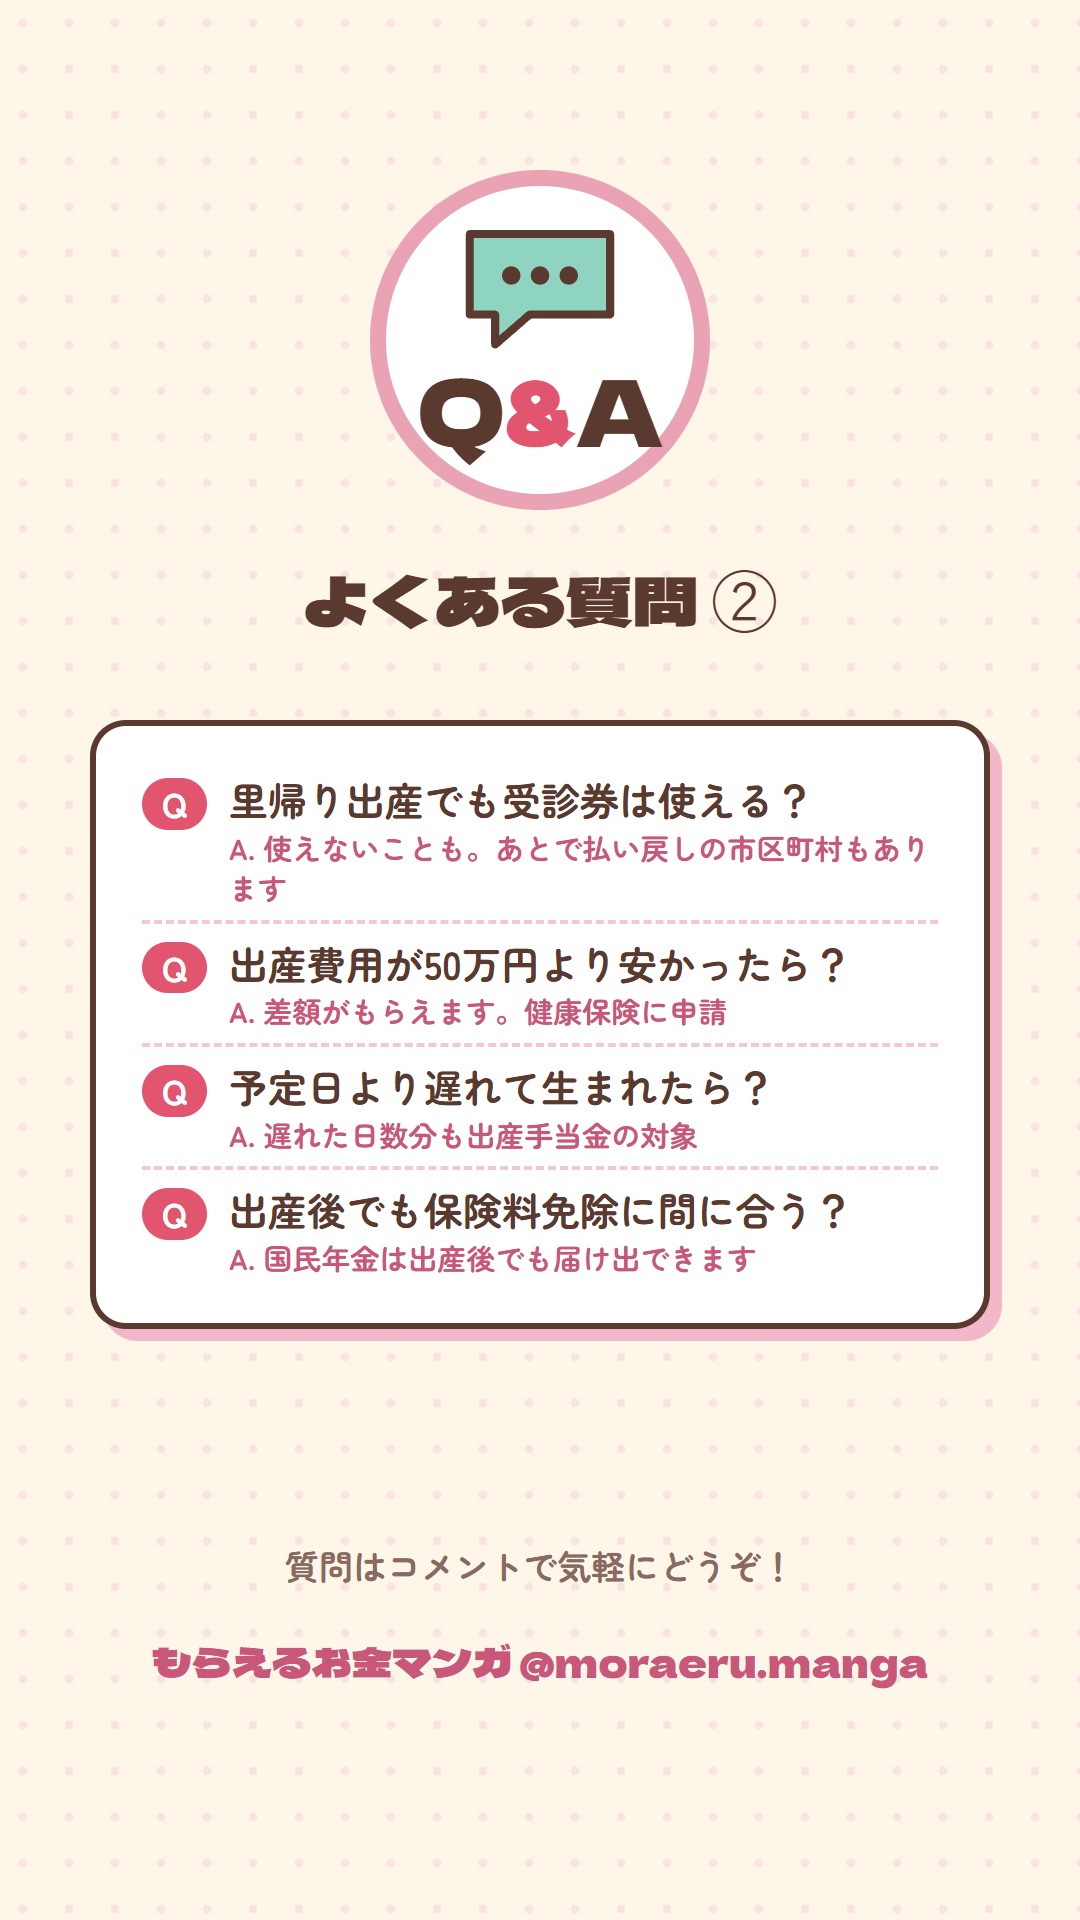 Q&A
よくある質問 ②
Q 里帰り出産でも受診券は使える？
A. 使えないことも。あとで払い戻しの市区町村もあり
ます
Q 出産費用が50万円より安かったら？
A. 差額がもらえます。健康保険に申請
Q 予定日より遅れて生まれたら？
A. 遅れた日数分も出産手当金の対象
Q 出産後でも保険料免除に間に合う？
A. 国民年金は出産後でも届け出できます
質問はコメントで気軽にどうぞ！
もらえるお金マンガ @moraeru.manga